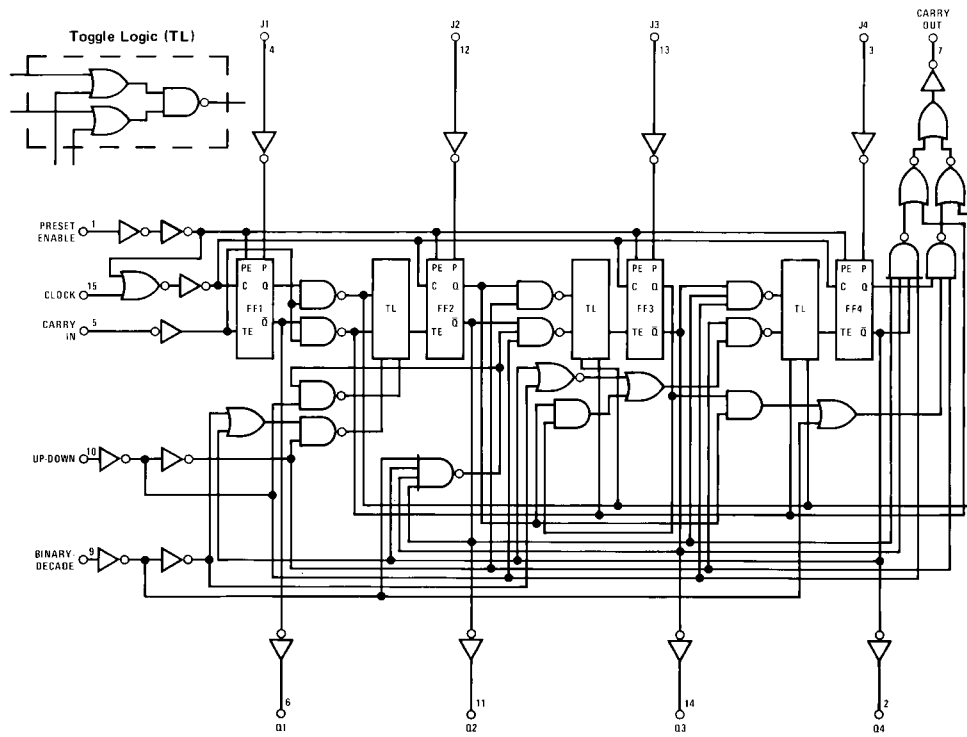 CARRY
OUT
7
J1
4
J2
12
J3
13
J4
3
Toggle Logic (TL)
PRESET
ENABLE
1
CLOCK
15
CARRY
IN
5
PE P
C Q
FF1
TE Q̅
TL
PE P
C Q
FF2
TE Q̅
TL
PE P
C Q
FF3
TE Q̅
TL
PE P
C Q
FF4
TE Q̅
UP-DOWN
10
BINARY-
DECADE
9
6
Q1
11
Q2
14
Q3
2
Q4